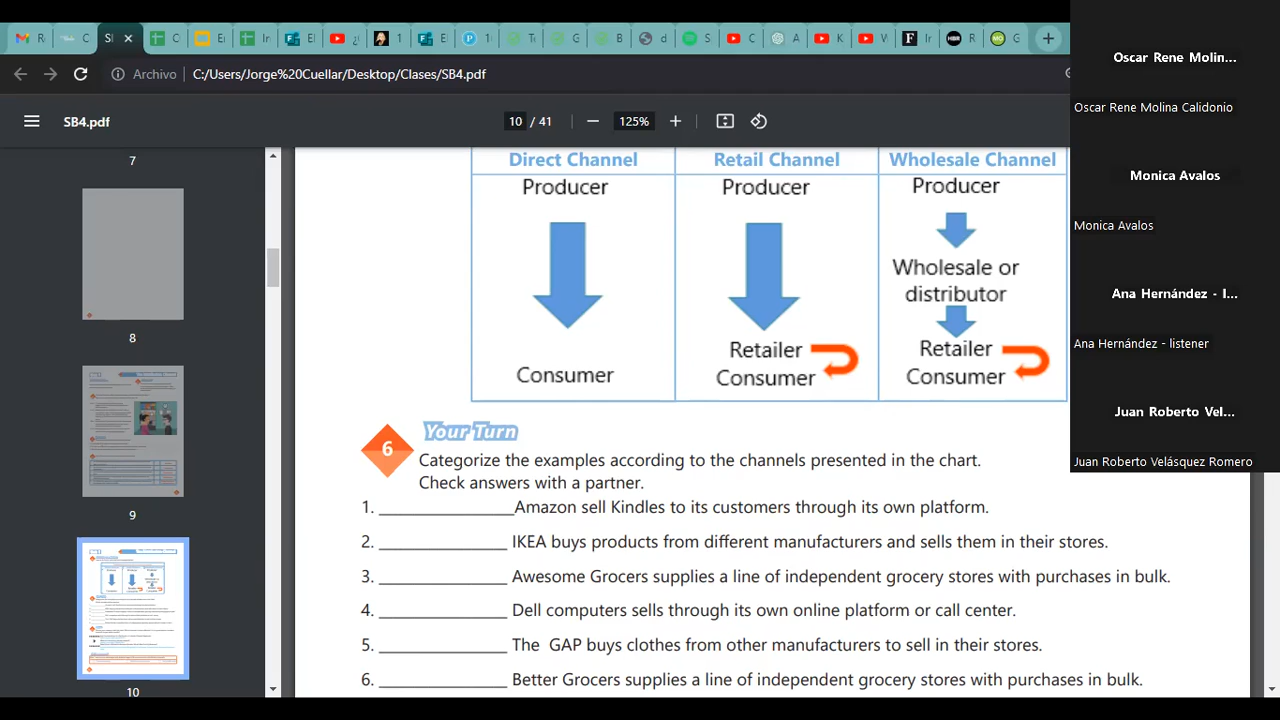 Archivo C:/Users/Jorge%20Cuellar/Desktop/Clases/SB4.pdf
SB4.pdf 10 / 41 125%
7
8
9
10
Direct Channel Retail Channel Wholesale Channel
Producer Producer Producer
Wholesale or
distributor
Retailer Retailer
Consumer Consumer Consumer
6 Your Turn
Categorize the examples according to the channels presented in the chart.
Check answers with a partner.
1. ________________Amazon sell Kindles to its customers through its own platform.
2. _______________ IKEA buys products from different manufacturers and sells them in their stores.
3. _______________ Awesome Grocers supplies a line of independent grocery stores with purchases in bulk.
4. _______________ Dell computers sells through its own online platform or call center.
5. _______________ The GAP buys clothes from other manufacturers to sell in their stores.
6. _______________ Better Grocers supplies a line of independent grocery stores with purchases in bulk.
Oscar Rene Molin...
Oscar Rene Molina Calidonio
Monica Avalos
Monica Avalos
Ana Hernández - l...
Ana Hernández - listener
Juan Roberto Vel...
Juan Roberto Velásquez Romero